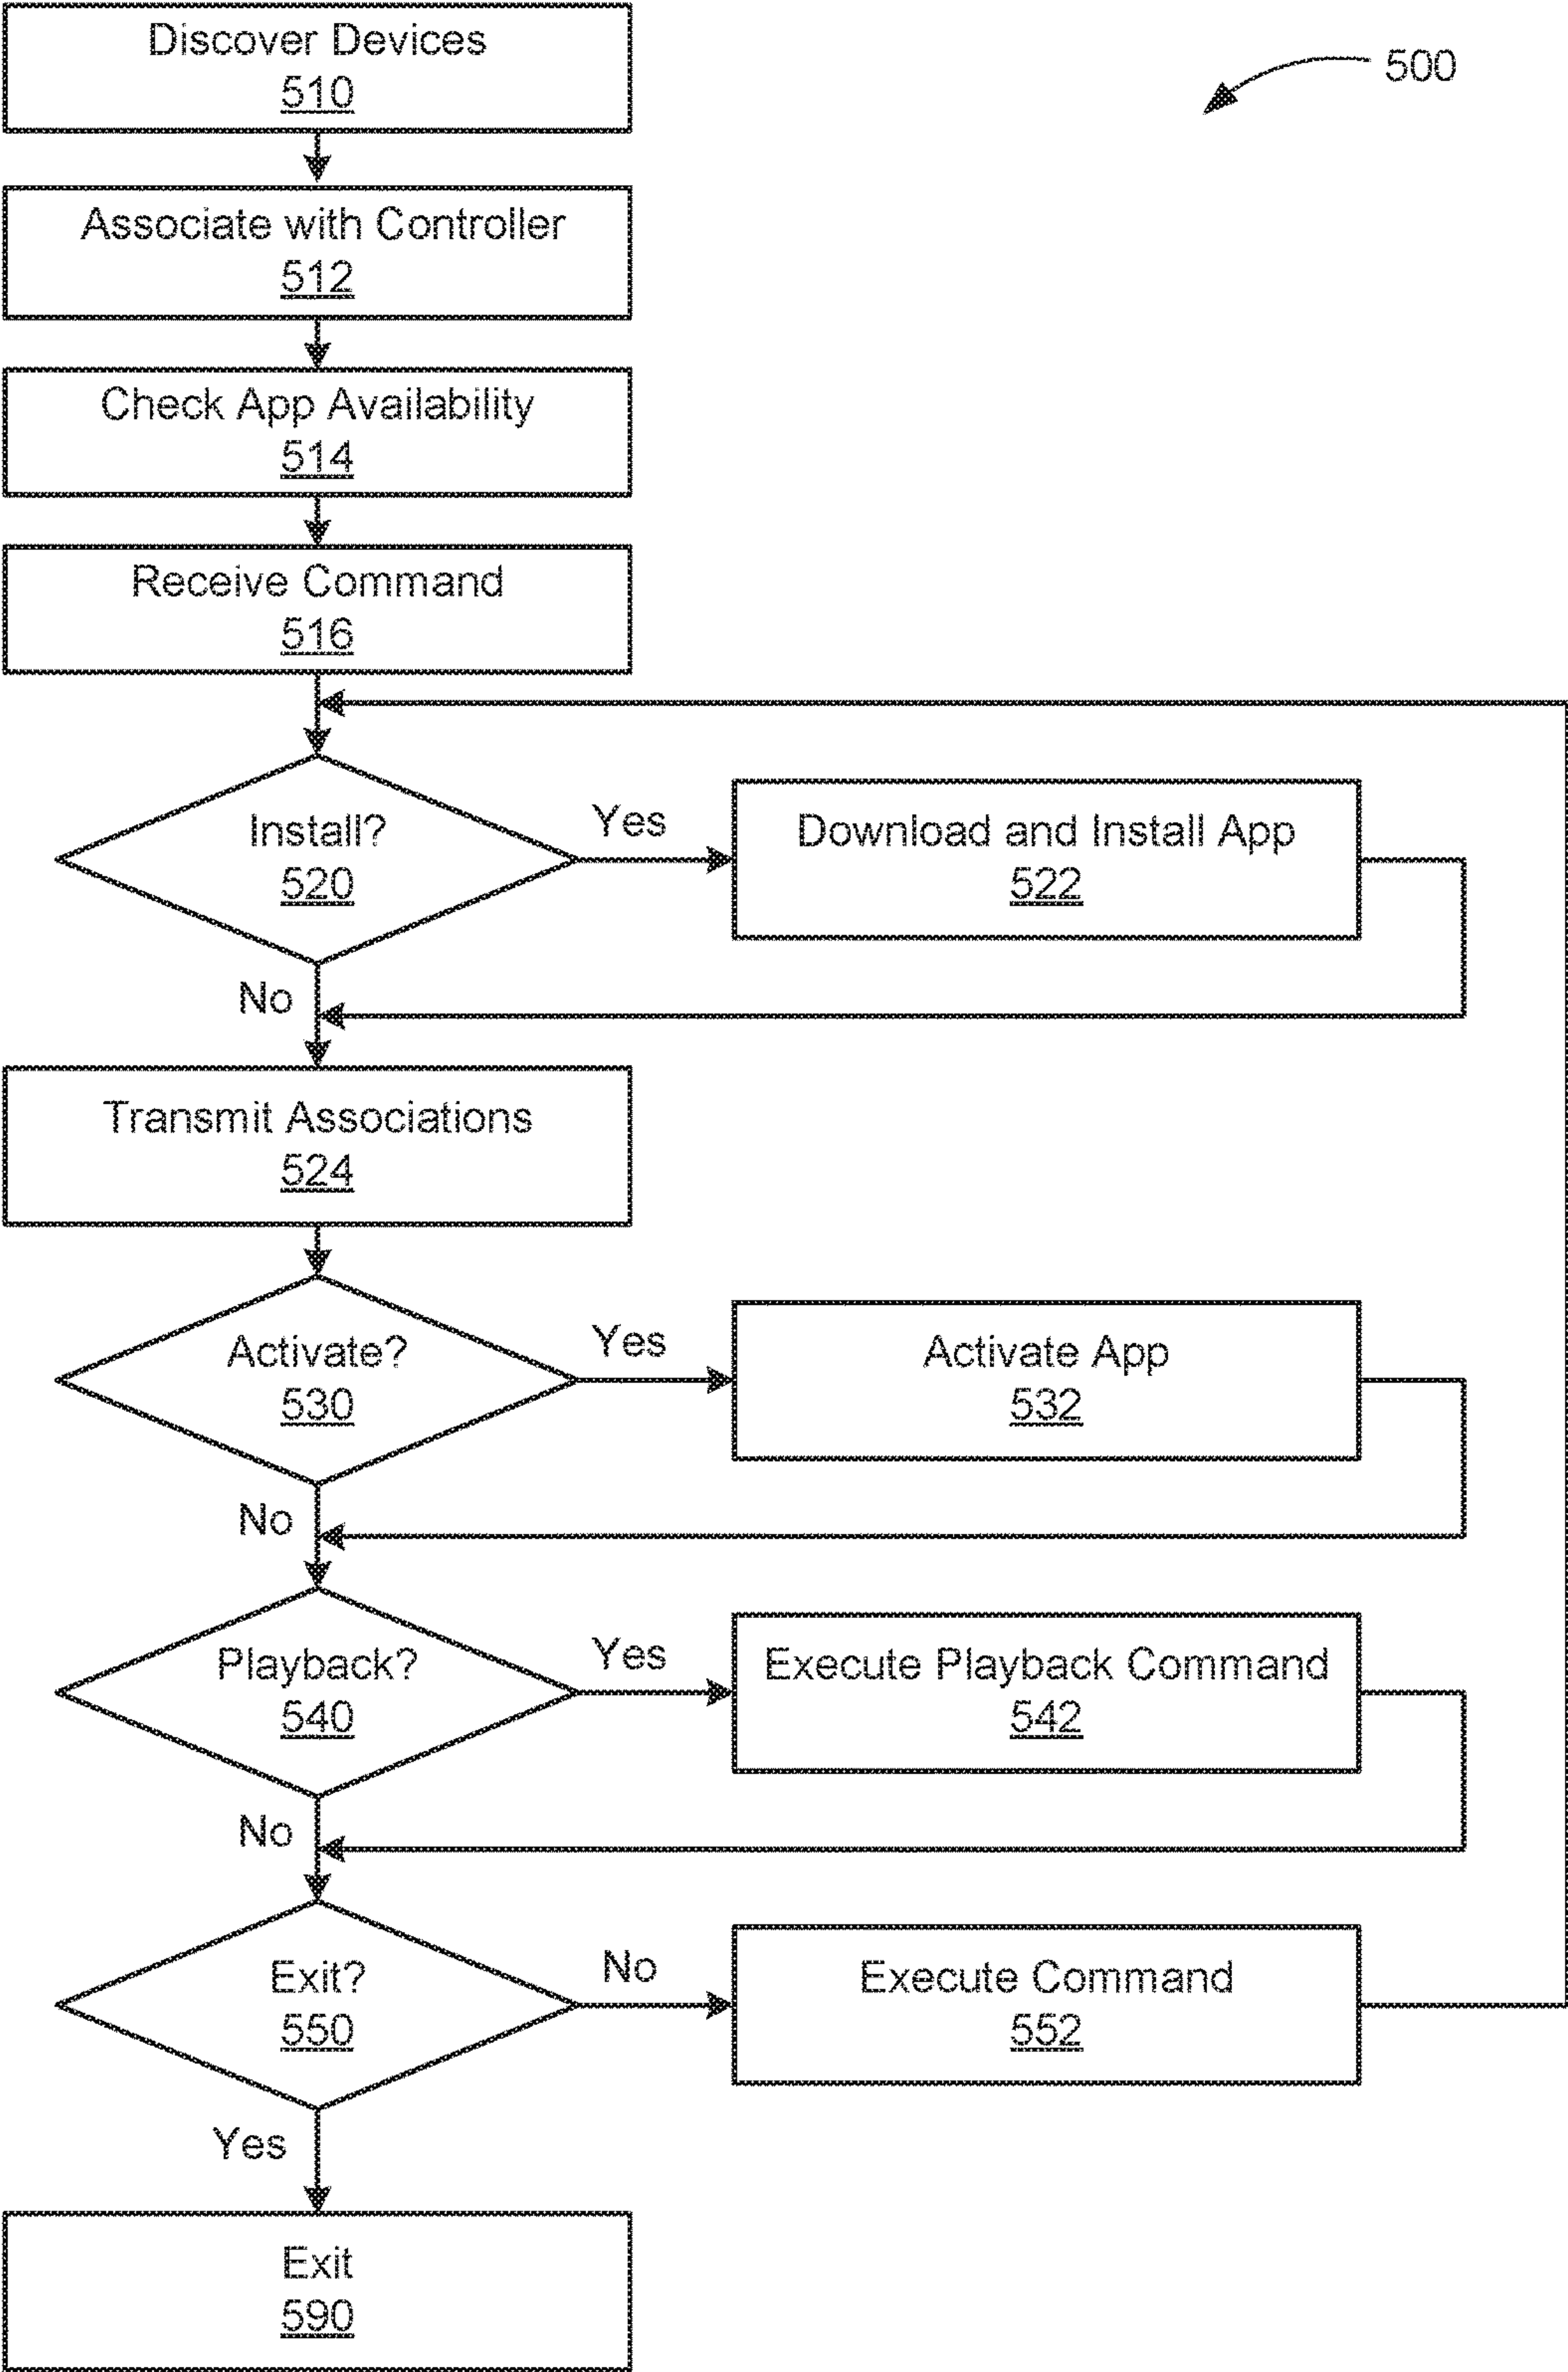 Discover Devices
510
500
Associate with Controller
512
Check App Availability
514
Receive Command
516
Install?
520
Yes
Download and Install App
522
No
Transmit Associations
524
Activate?
530
Yes
Activate App
532
No
Playback?
540
Yes
Execute Playback Command
542
No
Exit?
550
No
Execute Command
552
Yes
Exit
590